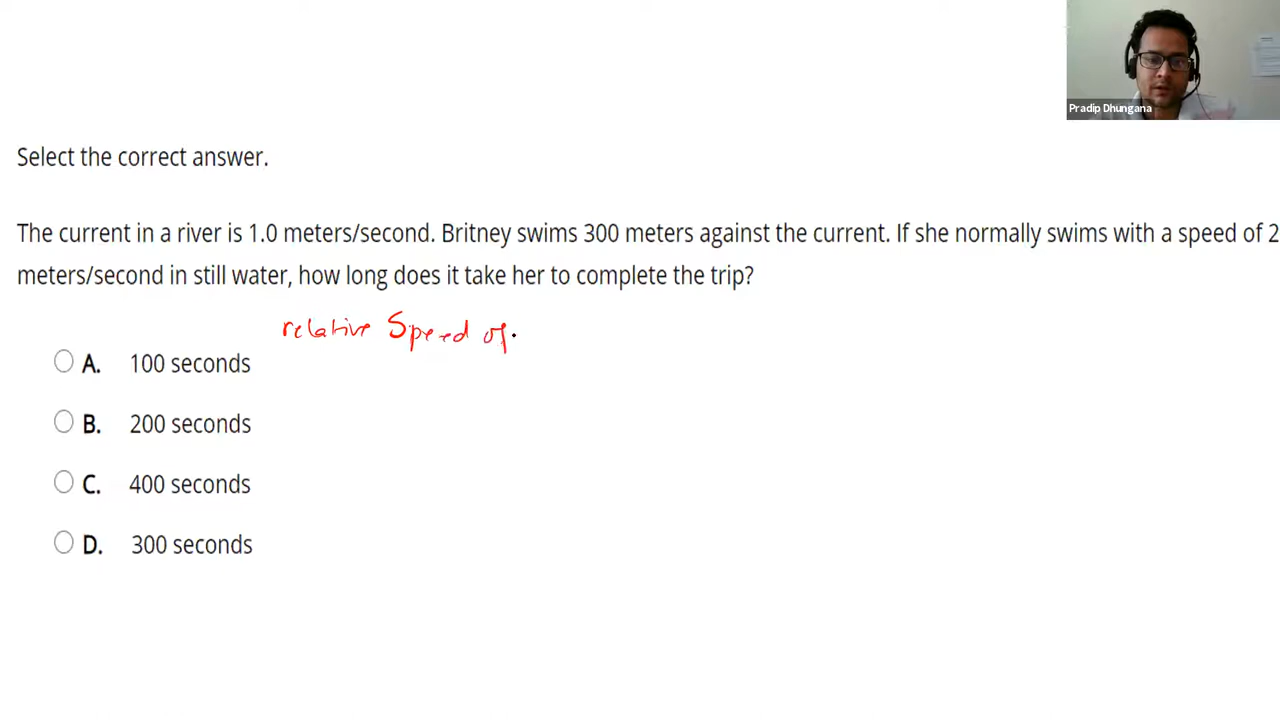 Pradip Dhungana
Select the correct answer.
The current in a river is 1.0 meters/second. Britney swims 300 meters against the current. If she normally swims with a speed of 2
meters/second in still water, how long does it take her to complete the trip?
relative Speed of
A. 100 seconds
B. 200 seconds
C. 400 seconds
D. 300 seconds